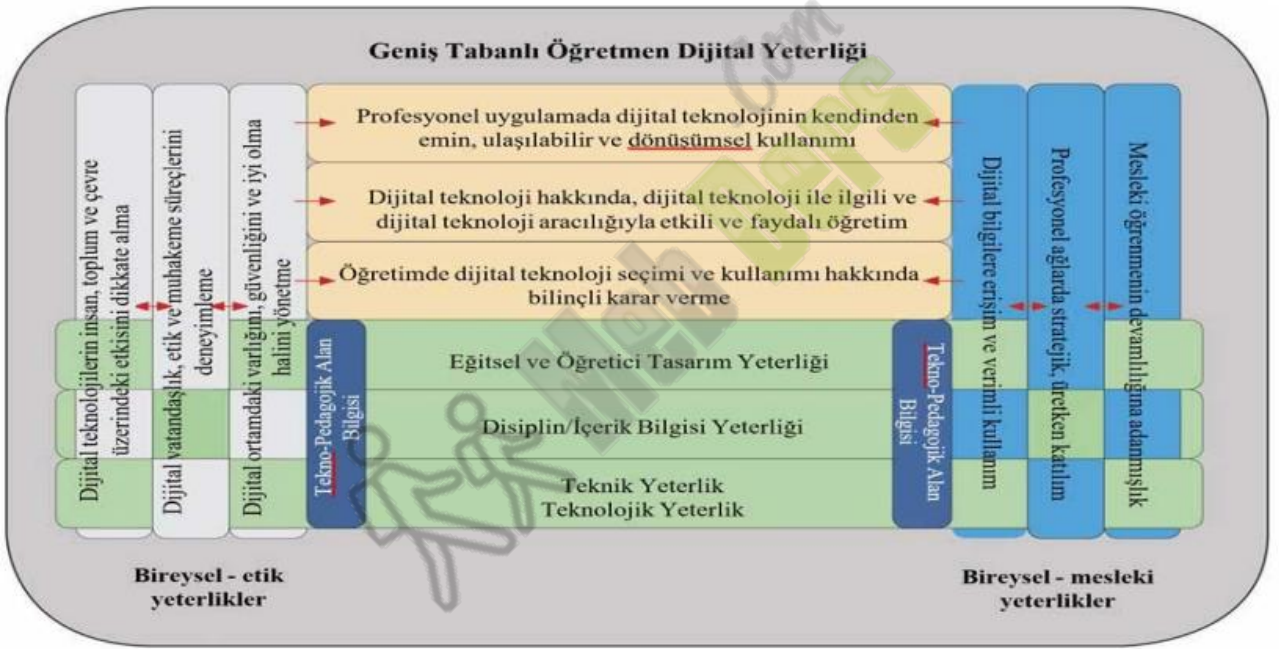 Geniş Tabanlı Öğretmen Dijital Yeterliği
Dijital teknolojilerin insan, toplum ve çevre
üzerindeki etkisini dikkate alma
Dijital vatandaşlık, etik ve muhakeme süreçlerini
deneyimleme
Dijital ortamdaki varlığını, güvenliğini ve iyi olma
halini yönetme
Profesyonel uygulamada dijital teknolojinin kendinden
emin, ulaşılabilir ve dönüşümsel kullanımı
Dijital teknoloji hakkında, dijital teknoloji ile ilgili ve
dijital teknoloji aracılığıyla etkili ve faydalı öğretim
Öğretimde dijital teknoloji seçimi ve kullanımı hakkında
bilinçli karar verme
Tekno-Pedagojik Alan
Bilgisi
Eğitsel ve Öğretici Tasarım Yeterliği
Disiplin/İçerik Bilgisi Yeterliği
Teknik Yeterlik
Teknolojik Yeterlik
Tekno-Pedagojik Alan
Bilgisi
Dijital bilgilere erişim ve verimli kullanım
Profesyonel ağlarda stratejik, üretken katılım
Mesleki öğrenmenin devamlılığına adanmışlık
Bireysel - etik
yeterlikler
Bireysel - mesleki
yeterlikler
Web Ders
.Com